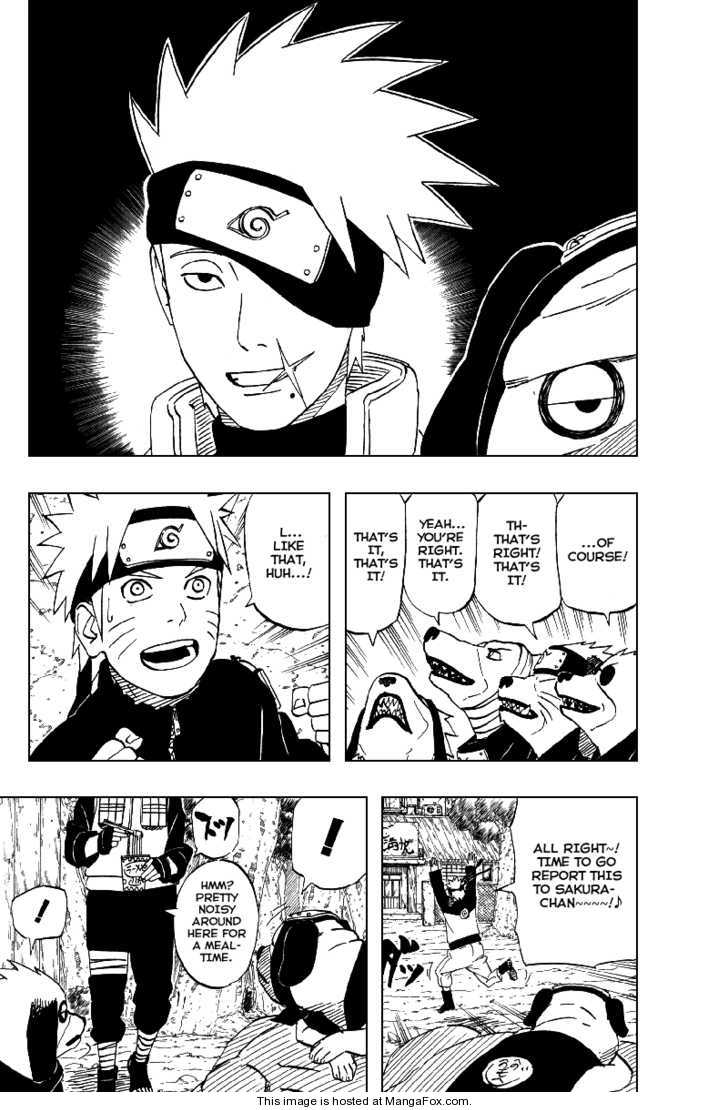 ...OF
COURSE!
TH-
THAT'S
RIGHT!
THAT'S
IT!
YEAH...
YOU'RE
RIGHT.
THAT'S
IT.
THAT'S
IT,
THAT'S
IT!
L...
LIKE
THAT,
HUH...!
ALL RIGHT~!
TIME TO GO
REPORT THIS
TO SAKURA-
CHAN~~~~!♪
!
HMM?
PRETTY
NOISY
AROUND
HERE FOR
A MEAL-
TIME.
!
This image is hosted at MangaFox.com.